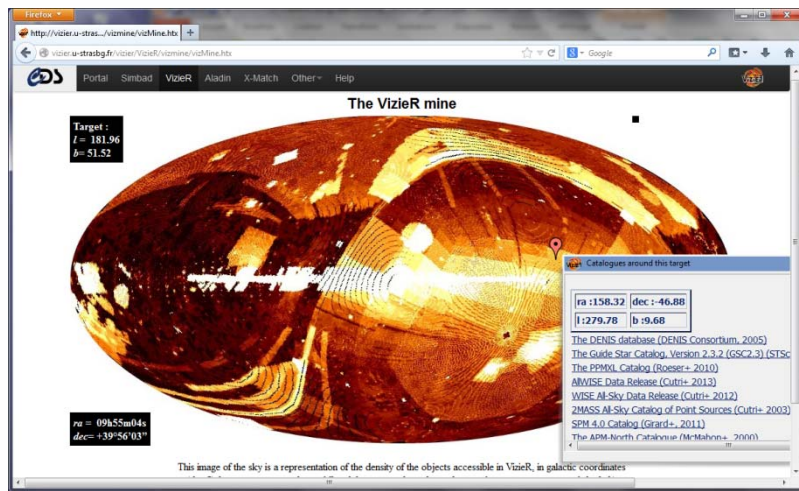 Firefox
http://vizier.u-stras.../vizmine/vizMine.htx
vizier.u-strasbg.fr/vizier/VizieR/vizmine/vizMine.htx
Google
CDS
Portal Simbad VizieR Aladin X-Match Other Help
The VizieR mine
Target :
l = 181.96
b= 51.52
Catalogues around this target
ra :158.32 dec :-46.88
l :279.78 b :9.68
The DENIS database (DENIS Consortium, 2005)
The Guide Star Catalog, Version 2.3.2 (GSC2.3) (STSc
The PPMXL Catalog (Roeser+ 2010)
AllWISE Data Release (Cutri+ 2013)
WISE All-Sky Data Release (Cutri+ 2012)
2MASS All-Sky Catalog of Point Sources (Cutri+ 2003)
SPM 4.0 Catalog (Girard+, 2011)
The APM-North Catalogue (McMahon+, 2000)
ra = 09h55m04s
dec= +39°56'03"
This image of the sky is a representation of the density of the objects accessible in VizieR, in galactic coordinates